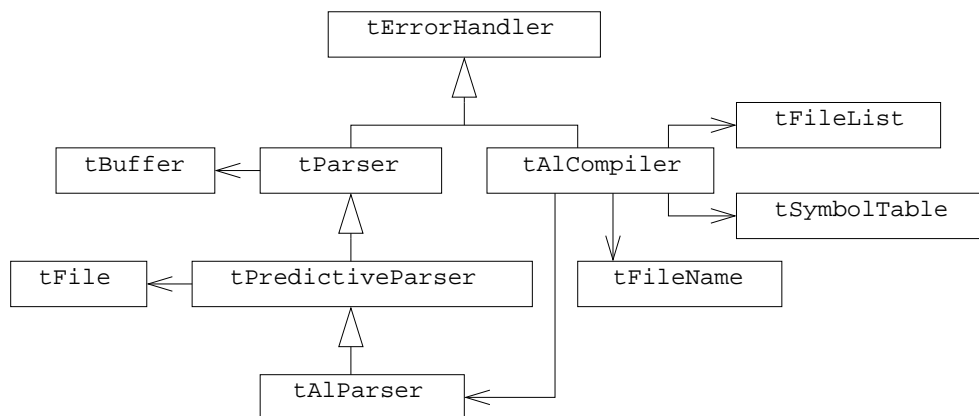 tErrorHandler
tFileList
tBuffer
tParser
tAlCompiler
tSymbolTable
tFile
tPredictiveParser
tFileName
tAlParser